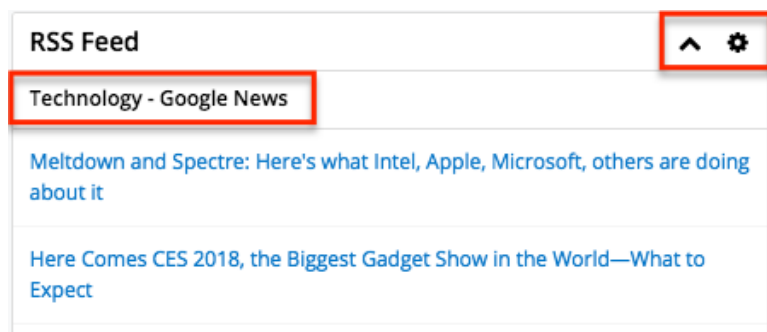 RSS Feed
Technology - Google News
Meltdown and Spectre: Here's what Intel, Apple, Microsoft, others are doing
about it
Here Comes CES 2018, the Biggest Gadget Show in the World—What to
Expect